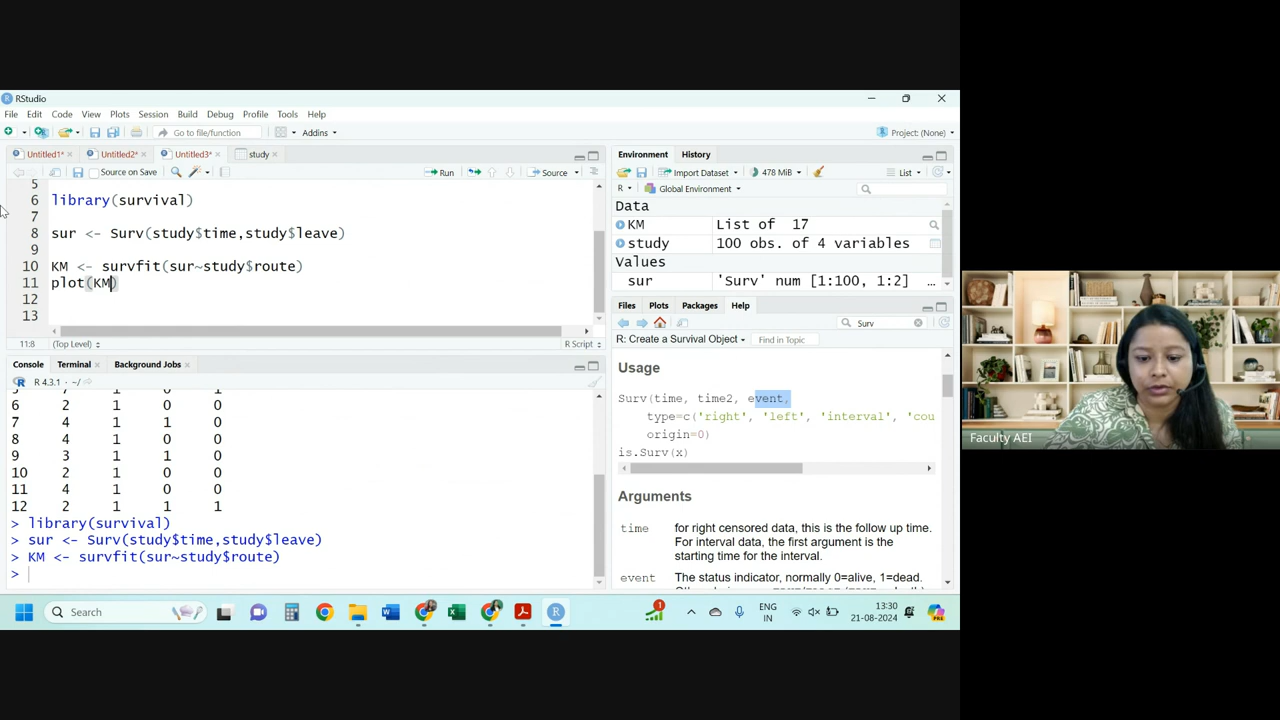 RStudio
File Edit Code View Plots Session Build Debug Profile Tools Help
Go to file/function Addins Project: (None)
Untitled1* Untitled2* Untitled3* study
Source on Save Run Source
5
6 library(survival)
7
8 sur <- Surv(study$time,study$leave)
9
10 KM <- survfit(sur~study$route)
11 plot(KM)
12
13
11:8 (Top Level) R Script
Console Terminal Background Jobs
R 4.3.1 · ~/
6 2 1 0 0
7 4 1 1 0
8 4 1 0 0
9 3 1 1 0
10 2 1 0 0
11 4 1 0 0
12 2 1 1 1
> library(survival)
> sur <- Surv(study$time,study$leave)
> KM <- survfit(sur~study$route)
>
Environment History
Import Dataset 478 MiB List
R Global Environment
Data
KM List of 17
study 100 obs. of 4 variables
Values
sur 'Surv' num [1:100, 1:2] ...
Files Plots Packages Help
Surv
R: Create a Survival Object Find in Topic
Usage
Surv(time, time2, event,
type=c('right', 'left', 'interval', 'cou
origin=0)
is.Surv(x)
Arguments
time for right censored data, this is the follow up time.
For interval data, the first argument is the
starting time for the interval.
event The status indicator, normally 0=alive, 1=dead.
Search
ENG
IN
13:30
21-08-2024
Faculty AEI